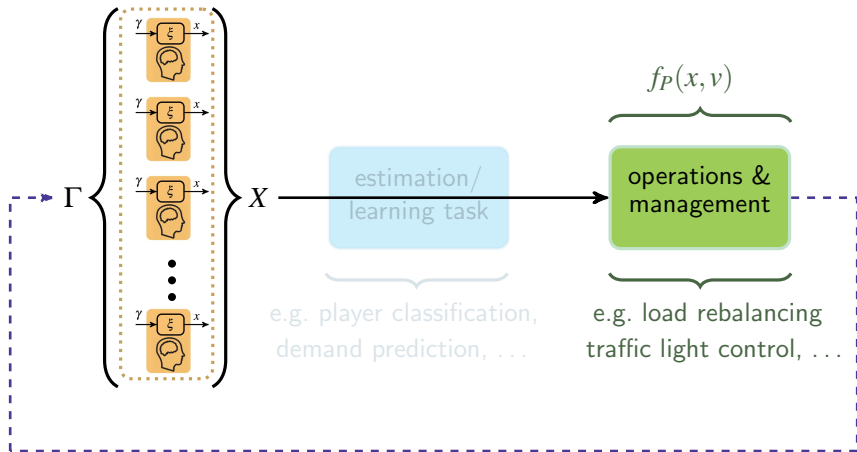 γ ξ x
f_P(x, v)
γ ξ x
estimation/
learning task
operations &
management
Γ
γ ξ x
X
e.g. player classification,
demand prediction, …
e.g. load rebalancing
traffic light control, …
γ ξ x